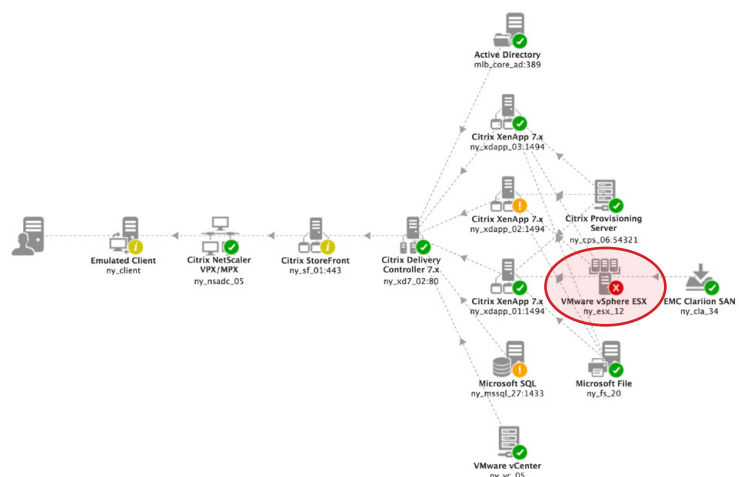 Active Directory
mlb_core_ad:389
Citrix XenApp 7.x
ny_xdapp_03:1494
Citrix XenApp 7.x
ny_xdapp_02:1494
Citrix Provisioning
Server
ny_cps_06:54321
Emulated Client
ny_client
Citrix NetScaler
VPX/MPX
ny_nsadc_05
Citrix StoreFront
ny_sf_01:443
Citrix Delivery
Controller 7.x
ny_xd7_02:80
Citrix XenApp 7.x
ny_xdapp_01:1494
VMware vSphere ESX
ny_esx_12
EMC Clariion SAN
ny_cla_34
Microsoft SQL
ny_mssql_27:1433
Microsoft File
ny_fs_20
VMware vCenter
ny_vc_05